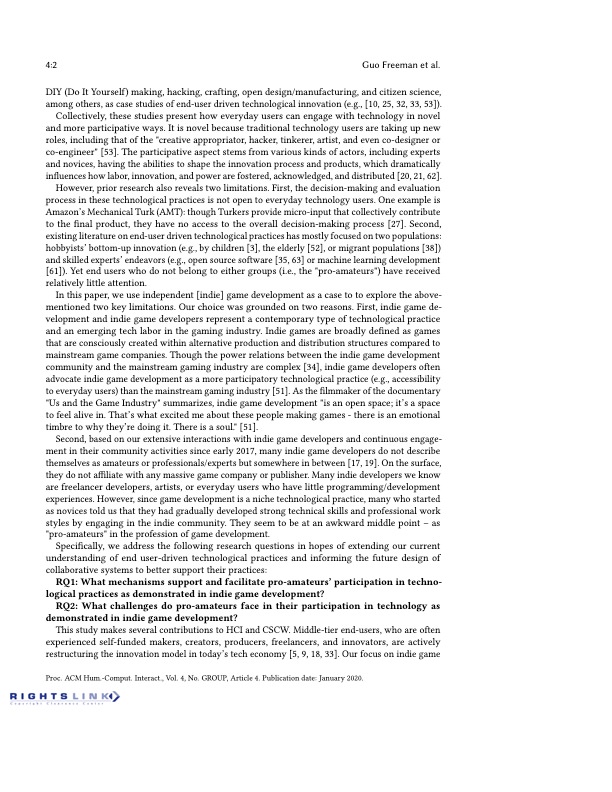 4:2
Guo Freeman et al.
DIY (Do It Yourself) making, hacking, crafting, open design/manufacturing, and citizen science,
among others, as case studies of end-user driven technological innovation (e.g., [10, 25, 32, 33, 53]).
Collectively, these studies present how everyday users can engage with technology in novel
and more participative ways. It is novel because traditional technology users are taking up new
roles, including that of the "creative appropriator, hacker, tinkerer, artist, and even co-designer or
co-engineer" [53]. The participative aspect stems from various kinds of actors, including experts
and novices, having the abilities to shape the innovation process and products, which dramatically
influences how labor, innovation, and power are fostered, acknowledged, and distributed [20, 21, 62].
However, prior research also reveals two limitations. First, the decision-making and evaluation
process in these technological practices is not open to everyday technology users. One example is
Amazon's Mechanical Turk (AMT): though Turkers provide micro-input that collectively contribute
to the final product, they have no access to the overall decision-making process [27]. Second,
existing literature on end-user driven technological practices has mostly focused on two populations:
hobbyists' bottom-up innovation (e.g., by children [3], the elderly [52], or migrant populations [38])
and skilled experts' endeavors (e.g., open source software [35, 63] or machine learning development
[61]). Yet end users who do not belong to either groups (i.e., the "pro-amateurs") have received
relatively little attention.
In this paper, we use independent [indie] game development as a case to to explore the above-
mentioned two key limitations. Our choice was grounded on two reasons. First, indie game de-
velopment and indie game developers represent a contemporary type of technological practice
and an emerging tech labor in the gaming industry. Indie games are broadly defined as games
that are consciously created within alternative production and distribution structures compared to
mainstream game companies. Though the power relations between the indie game development
community and the mainstream gaming industry are complex [34], indie game developers often
advocate indie game development as a more participatory technological practice (e.g., accessibility
to everyday users) than the mainstream gaming industry [51]. As the filmmaker of the documentary
"Us and the Game Industry" summarizes, indie game development "is an open space; it's a space
to feel alive in. That's what excited me about these people making games - there is an emotional
timbre to why they're doing it. There is a soul." [51].
Second, based on our extensive interactions with indie game developers and continuous engage-
ment in their community activities since early 2017, many indie game developers do not describe
themselves as amateurs or professionals/experts but somewhere in between [17, 19]. On the surface,
they do not affiliate with any massive game company or publisher. Many indie developers we know
are freelancer developers, artists, or everyday users who have little programming/development
experiences. However, since game development is a niche technological practice, many who started
as novices told us that they had gradually developed strong technical skills and professional work
styles by engaging in the indie community. They seem to be at an awkward middle point – as
"pro-amateurs" in the profession of game development.
Specifically, we address the following research questions in hopes of extending our current
understanding of end user-driven technological practices and informing the future design of
collaborative systems to better support their practices:
RQ1: What mechanisms support and facilitate pro-amateurs' participation in techno-
logical practices as demonstrated in indie game development?
RQ2: What challenges do pro-amateurs face in their participation in technology as
demonstrated in indie game development?
This study makes several contributions to HCI and CSCW. Middle-tier end-users, who are often
experienced self-funded makers, creators, producers, freelancers, and innovators, are actively
restructuring the innovation model in today's tech economy [5, 9, 18, 33]. Our focus on indie game
Proc. ACM Hum.-Comput. Interact., Vol. 4, No. GROUP, Article 4. Publication date: January 2020.
RIGHTSLINK
Copyright Clearance Center